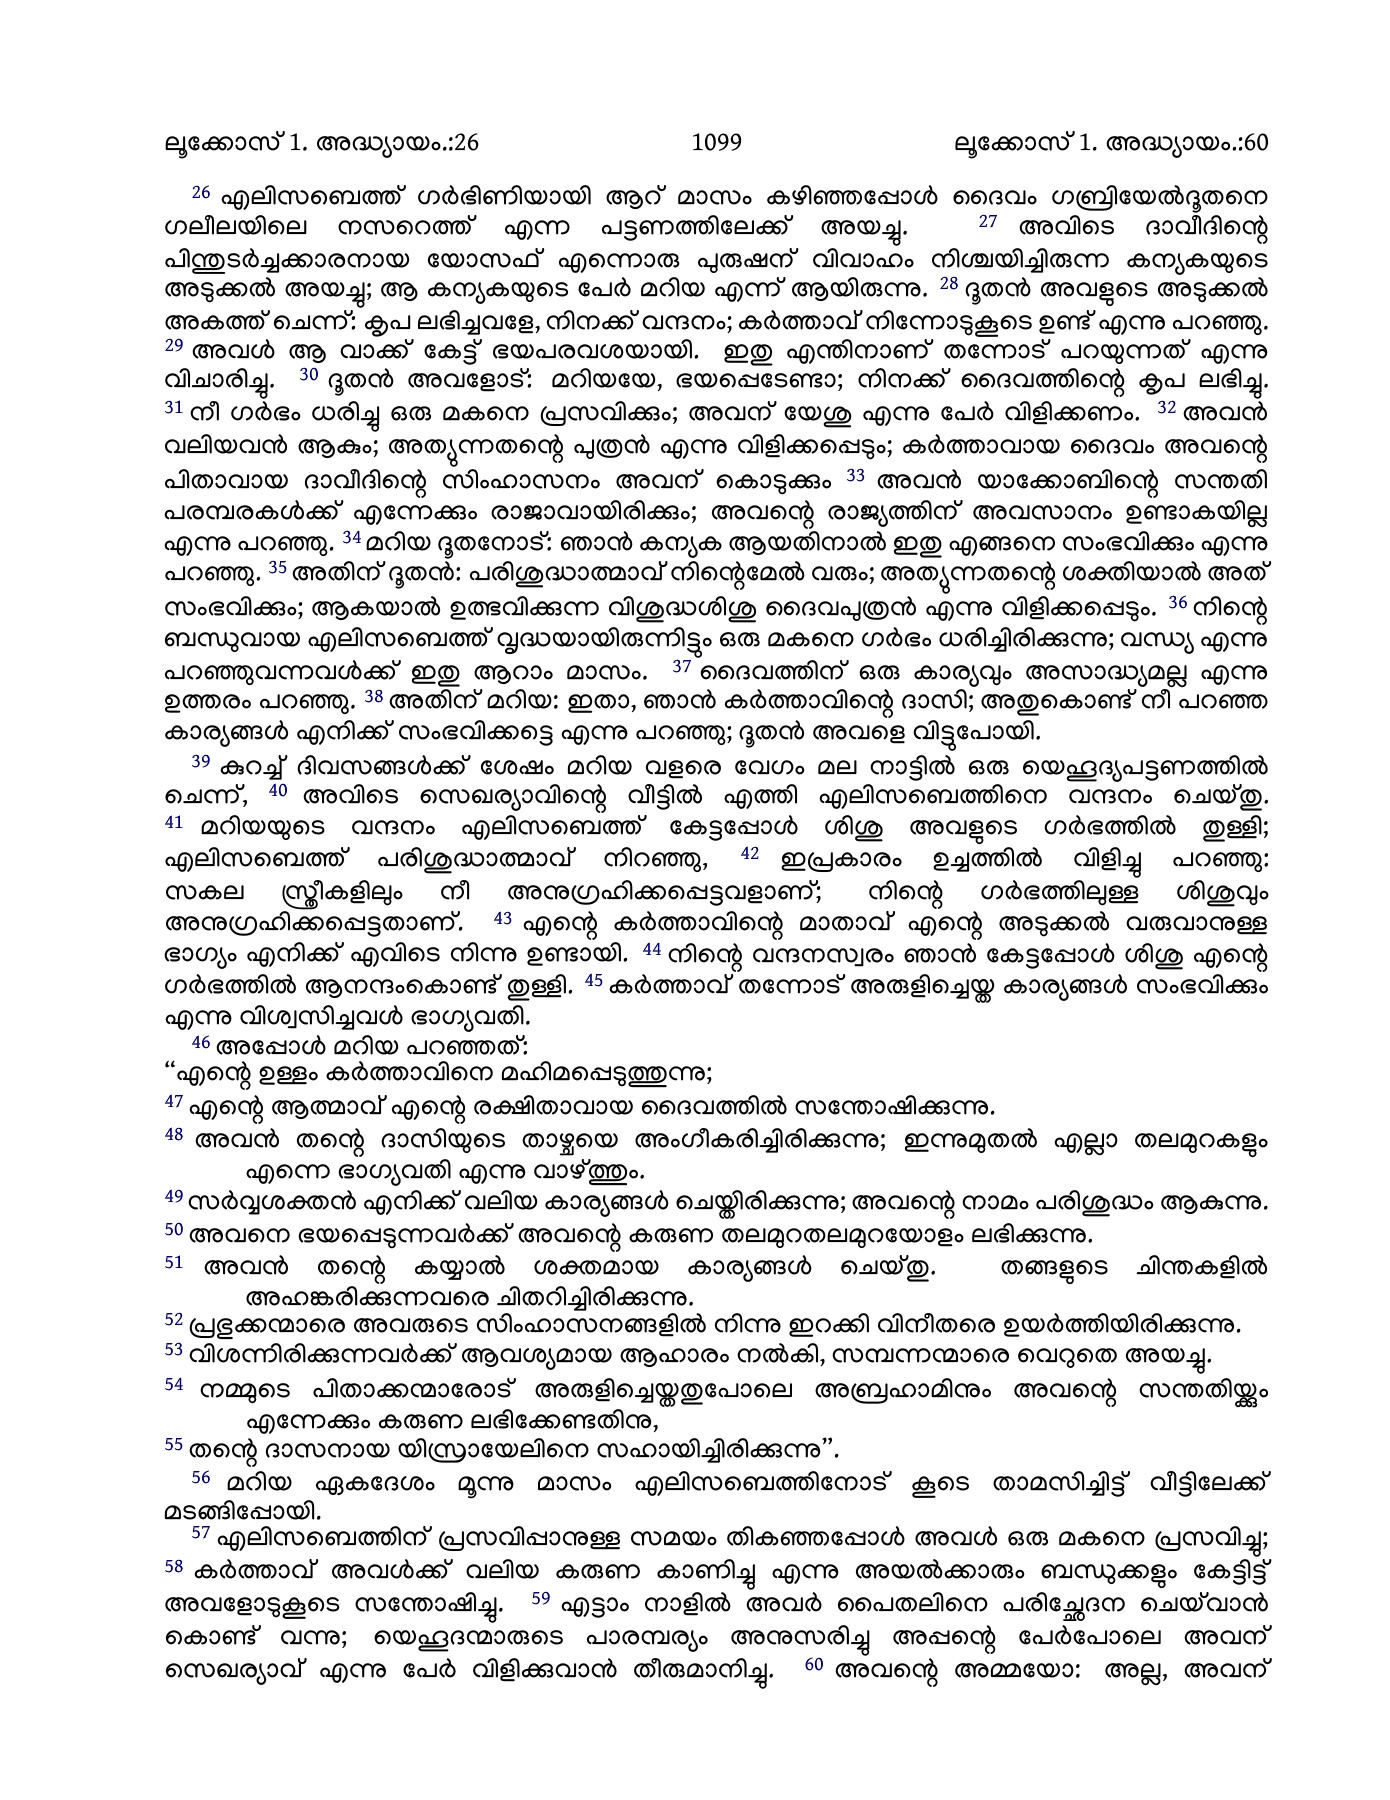 ലൂക്കോസ് 1. അദ്ധ്യായം.:26 1099 ലൂക്കോസ് 1. അദ്ധ്യായം.:60
26 എലിസബെത്ത് ഗർഭിണിയായി ആറ് മാസം കഴിഞ്ഞപ്പോൾ ദൈവം ഗബ്രിയേൽദൂതനെ
ഗലീലയിലെ നസറെത്ത് എന്ന പട്ടണത്തിലേക്ക് അയച്ചു. 27 അവിടെ ദാവീദിന്റെ
പിന്തുടർച്ചക്കാരനായ യോസഫ് എന്നൊരു പുരുഷന് വിവാഹം നിശ്ചയിച്ചിരുന്ന കന്യകയുടെ
അടുക്കൽ അയച്ചു; ആ കന്യകയുടെ പേർ മറിയ എന്ന് ആയിരുന്നു. 28 ദൂതൻ അവളുടെ അടുക്കൽ
അകത്ത് ചെന്ന്: കൃപ ലഭിച്ചവളേ, നിനക്ക് വന്ദനം; കർത്താവ് നിന്നോടുകൂടെ ഉണ്ട് എന്നു പറഞ്ഞു.
29 അവൾ ആ വാക്ക് കേട്ട് ഭയപരവശയായി. ഇതു എന്തിനാണ് തന്നോട് പറയുന്നത് എന്നു
വിചാരിച്ചു. 30 ദൂതൻ അവളോട്: മറിയയേ, ഭയപ്പെടേണ്ടാ; നിനക്ക് ദൈവത്തിന്റെ കൃപ ലഭിച്ചു.
31 നീ ഗർഭം ധരിച്ചു ഒരു മകനെ പ്രസവിക്കും; അവന് യേശു എന്നു പേർ വിളിക്കണം. 32 അവൻ
വലിയവൻ ആകും; അത്യുന്നതന്റെ പുത്രൻ എന്നു വിളിക്കപ്പെടും; കർത്താവായ ദൈവം അവന്റെ
പിതാവായ ദാവീദിന്റെ സിംഹാസനം അവന് കൊടുക്കും 33 അവൻ യാക്കോബിന്റെ സന്തതി
പരമ്പരകൾക്ക് എന്നേക്കും രാജാവായിരിക്കും; അവന്റെ രാജ്യത്തിന് അവസാനം ഉണ്ടാകയില്ല
എന്നു പറഞ്ഞു. 34 മറിയ ദൂതനോട്: ഞാൻ കന്യക ആയതിനാൽ ഇതു എങ്ങനെ സംഭവിക്കും എന്നു
പറഞ്ഞു. 35 അതിന് ദൂതൻ: പരിശുദ്ധാത്മാവ് നിന്റെമേൽ വരും; അത്യുന്നതന്റെ ശക്തിയാൽ അത്
സംഭവിക്കും; ആകയാൽ ഉത്ഭവിക്കുന്ന വിശുദ്ധശിശു ദൈവപുത്രൻ എന്നു വിളിക്കപ്പെടും. 36 നിന്റെ
ബന്ധുവായ എലിസബെത്ത് വൃദ്ധയായിരുന്നിട്ടും ഒരു മകനെ ഗർഭം ധരിച്ചിരിക്കുന്നു; വന്ധ്യ എന്നു
പറഞ്ഞുവന്നവൾക്ക് ഇതു ആറാം മാസം. 37 ദൈവത്തിന് ഒരു കാര്യവും അസാദ്ധ്യമല്ല എന്നു
ഉത്തരം പറഞ്ഞു. 38 അതിന് മറിയ: ഇതാ, ഞാൻ കർത്താവിന്റെ ദാസി; അതുകൊണ്ട് നീ പറഞ്ഞ
കാര്യങ്ങൾ എനിക്ക് സംഭവിക്കട്ടെ എന്നു പറഞ്ഞു; ദൂതൻ അവളെ വിട്ടുപോയി.
39 കുറച്ച് ദിവസങ്ങൾക്ക് ശേഷം മറിയ വളരെ വേഗം മല നാട്ടിൽ ഒരു യെഹൂദ്യപട്ടണത്തിൽ
ചെന്ന്, 40 അവിടെ സെഖര്യാവിന്റെ വീട്ടിൽ എത്തി എലിസബെത്തിനെ വന്ദനം ചെയ്തു.
41 മറിയയുടെ വന്ദനം എലിസബെത്ത് കേട്ടപ്പോൾ ശിശു അവളുടെ ഗർഭത്തിൽ തുള്ളി;
എലിസബെത്ത് പരിശുദ്ധാത്മാവ് നിറഞ്ഞു, 42 ഇപ്രകാരം ഉച്ചത്തിൽ വിളിച്ചു പറഞ്ഞു:
സകല സ്ത്രീകളിലും നീ അനുഗ്രഹിക്കപ്പെട്ടവളാണ്; നിന്റെ ഗർഭത്തിലുള്ള ശിശുവും
അനുഗ്രഹിക്കപ്പെട്ടതാണ്. 43 എന്റെ കർത്താവിന്റെ മാതാവ് എന്റെ അടുക്കൽ വരുവാനുള്ള
ഭാഗ്യം എനിക്ക് എവിടെ നിന്നു ഉണ്ടായി. 44 നിന്റെ വന്ദനസ്വരം ഞാൻ കേട്ടപ്പോൾ ശിശു എന്റെ
ഗർഭത്തിൽ ആനന്ദംകൊണ്ട് തുള്ളി. 45 കർത്താവ് തന്നോട് അരുളിച്ചെയ്ത കാര്യങ്ങൾ സംഭവിക്കും
എന്നു വിശ്വസിച്ചവൾ ഭാഗ്യവതി.
46 അപ്പോൾ മറിയ പറഞ്ഞത്:
“എന്റെ ഉള്ളം കർത്താവിനെ മഹിമപ്പെടുത്തുന്നു;
47 എന്റെ ആത്മാവ് എന്റെ രക്ഷിതാവായ ദൈവത്തിൽ സന്തോഷിക്കുന്നു.
48 അവൻ തന്റെ ദാസിയുടെ താഴ്ചയെ അംഗീകരിച്ചിരിക്കുന്നു; ഇന്നുമുതൽ എല്ലാ തലമുറകളും
എന്നെ ഭാഗ്യവതി എന്നു വാഴ്ത്തും.
49 സർവ്വശക്തൻ എനിക്ക് വലിയ കാര്യങ്ങൾ ചെയ്തിരിക്കുന്നു; അവന്റെ നാമം പരിശുദ്ധം ആകുന്നു.
50 അവനെ ഭയപ്പെടുന്നവർക്ക് അവന്റെ കരുണ തലമുറതലമുറയോളം ലഭിക്കുന്നു.
51 അവൻ തന്റെ കയ്യാൽ ശക്തമായ കാര്യങ്ങൾ ചെയ്തു. തങ്ങളുടെ ചിന്തകളിൽ
അഹങ്കരിക്കുന്നവരെ ചിതറിച്ചിരിക്കുന്നു.
52 പ്രഭുക്കന്മാരെ അവരുടെ സിംഹാസനങ്ങളിൽ നിന്നു ഇറക്കി വിനീതരെ ഉയർത്തിയിരിക്കുന്നു.
53 വിശന്നിരിക്കുന്നവർക്ക് ആവശ്യമായ ആഹാരം നൽകി, സമ്പന്നന്മാരെ വെറുതെ അയച്ചു.
54 നമ്മുടെ പിതാക്കന്മാരോട് അരുളിച്ചെയ്തതുപോലെ അബ്രഹാമിനും അവന്റെ സന്തതിയ്ക്കും
എന്നേക്കും കരുണ ലഭിക്കേണ്ടതിനു,
55 തന്റെ ദാസനായ യിസ്രായേലിനെ സഹായിച്ചിരിക്കുന്നു”.
56 മറിയ ഏകദേശം മൂന്നു മാസം എലിസബെത്തിനോട് കൂടെ താമസിച്ചിട്ട് വീട്ടിലേക്ക്
മടങ്ങിപ്പോയി.
57 എലിസബെത്തിന് പ്രസവിപ്പാനുള്ള സമയം തികഞ്ഞപ്പോൾ അവൾ ഒരു മകനെ പ്രസവിച്ചു;
58 കർത്താവ് അവൾക്ക് വലിയ കരുണ കാണിച്ചു എന്നു അയൽക്കാരും ബന്ധുക്കളും കേട്ടിട്ട്
അവളോടുകൂടെ സന്തോഷിച്ചു. 59 എട്ടാം നാളിൽ അവർ പൈതലിനെ പരിച്ഛേദന ചെയ്‌വാൻ
കൊണ്ട് വന്നു; യെഹൂദന്മാരുടെ പാരമ്പര്യം അനുസരിച്ചു അപ്പന്റെ പേർപോലെ അവന്
സെഖര്യാവ് എന്നു പേർ വിളിക്കുവാൻ തീരുമാനിച്ചു. 60 അവന്റെ അമ്മയോ: അല്ല, അവന്